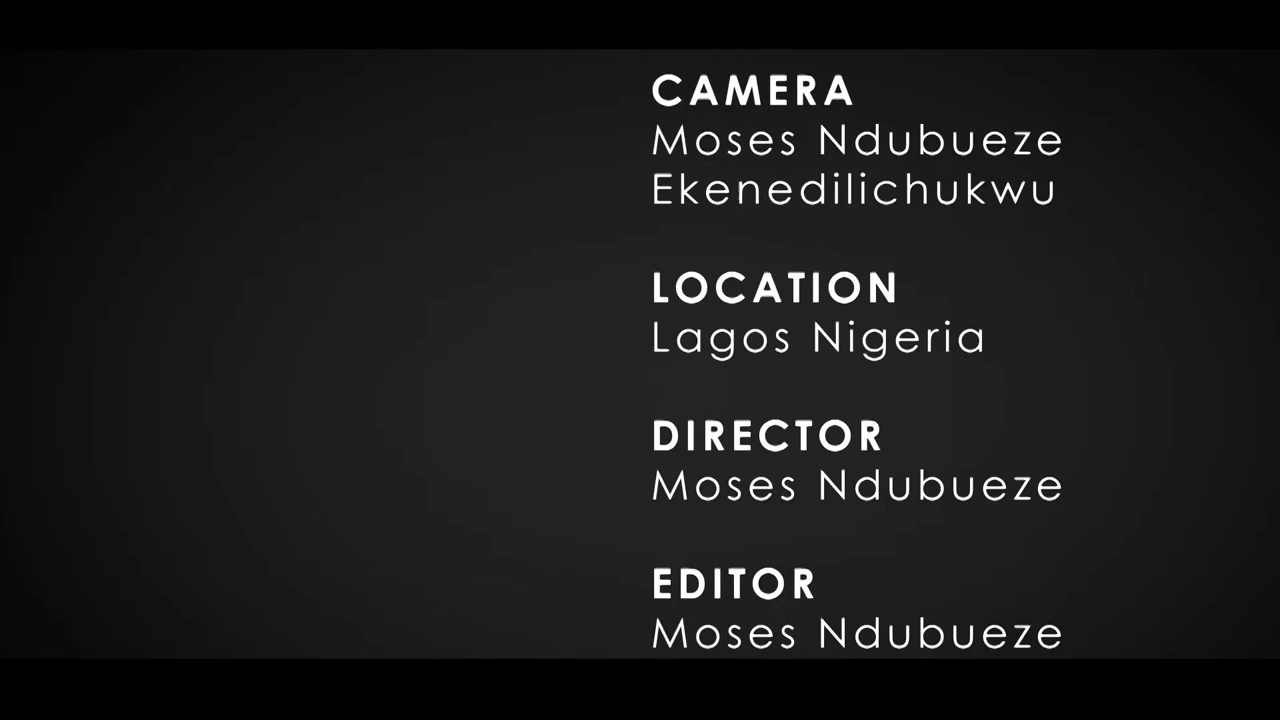 CAMERA
Moses Ndubueze
Ekenedilichukwu
LOCATION
Lagos Nigeria
DIRECTOR
Moses Ndubueze
EDITOR
Moses Ndubueze